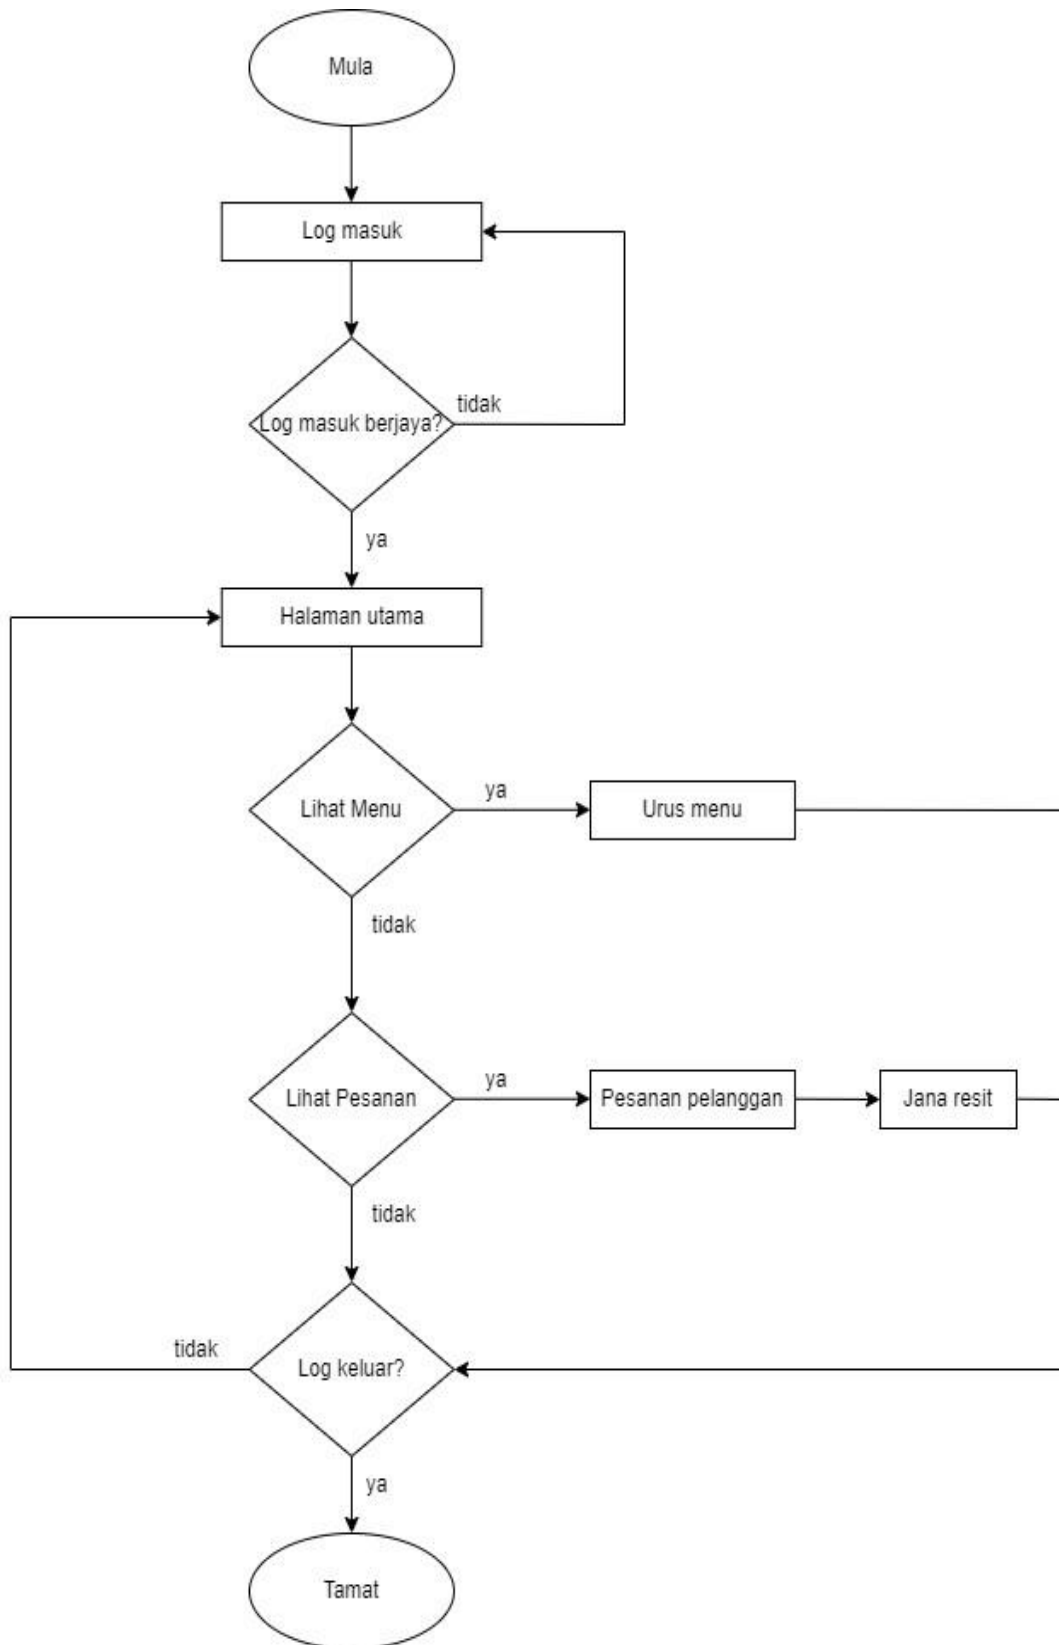 Mula
Log masuk
Log masuk berjaya?
tidak
ya
Halaman utama
Lihat Menu
ya
Urus menu
tidak
Lihat Pesanan
ya
Pesanan pelanggan
Jana resit
tidak
Log keluar?
tidak
ya
Tamat